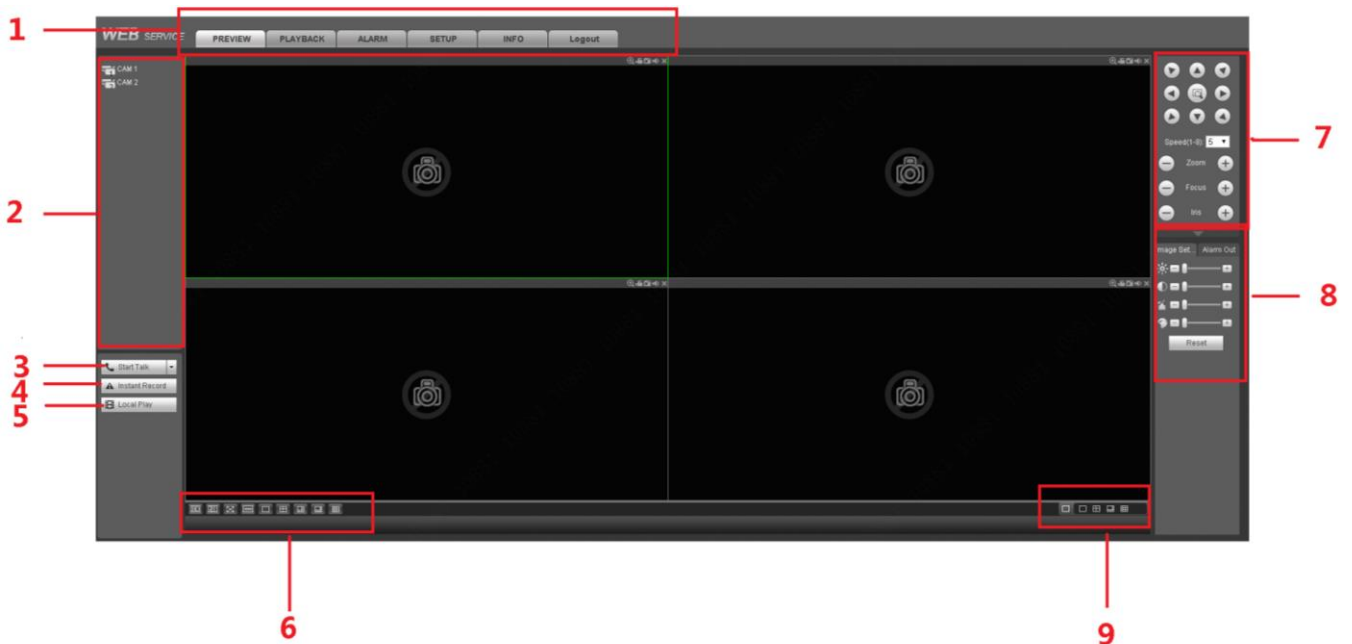 1
WEB SERVICE
PREVIEW PLAYBACK ALARM SETUP INFO Logout
CAM 1
CAM 2
2
3
Start Talk
4
Instant Record
5
Local Play
6
Speed(1-8) 5
Zoom
Focus
Iris
7
Image Set. Alarm Out
Reset
8
9